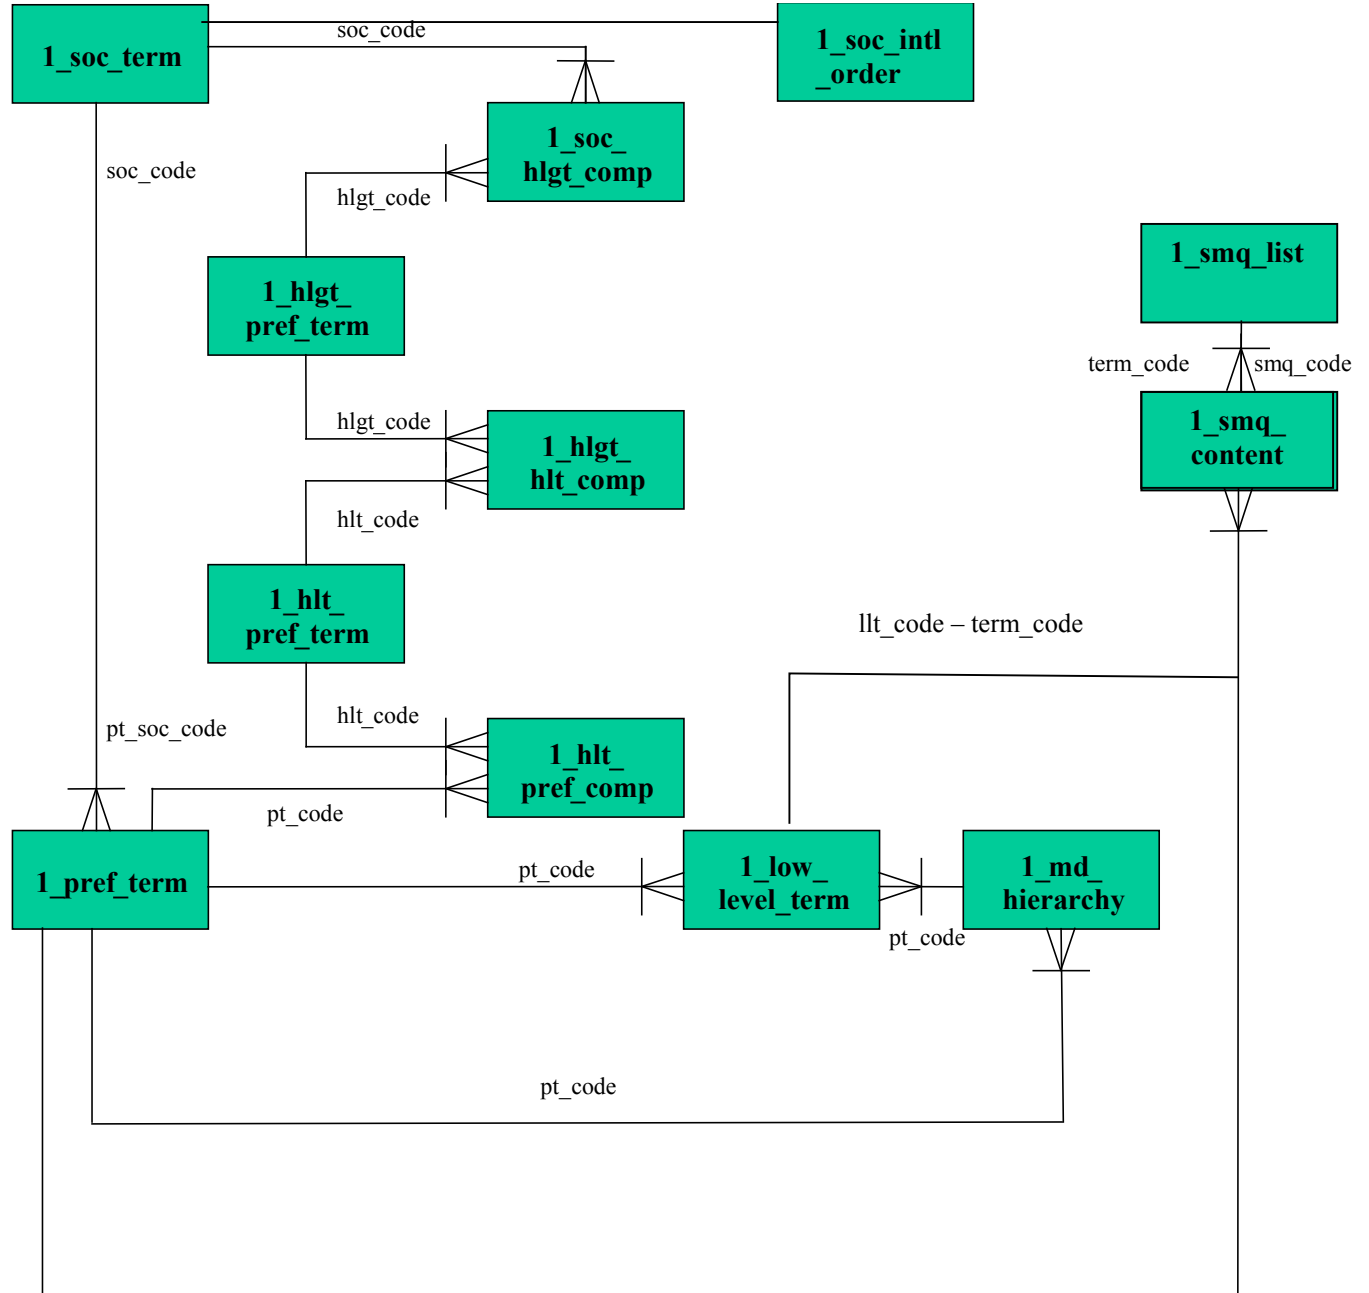 1_soc_term
soc_code
1_soc_intl
_order
1_soc_
hlgt_comp
soc_code
hlgt_code
1_smq_list
1_hlgt_
pref_term
term_code
smq_code
hlgt_code
1_hlgt_
hlt_comp
1_smq_
content
hlt_code
1_hlt_
pref_term
llt_code – term_code
hlt_code
pt_soc_code
1_hlt_
pref_comp
pt_code
1_pref_term
pt_code
1_low_
level_term
1_md_
hierarchy
pt_code
pt_code